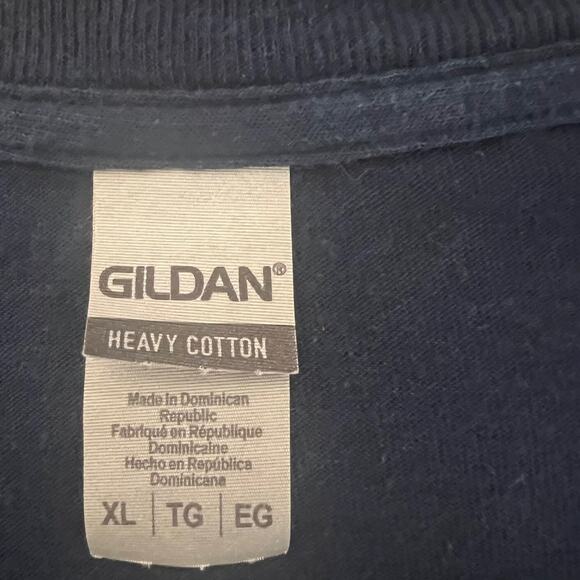 GILDAN®
HEAVY COTTON
Made in Dominican
Republic
Fabriqué en République
Dominicaine
Hecho en República
Dominicana
XL | TG | EG